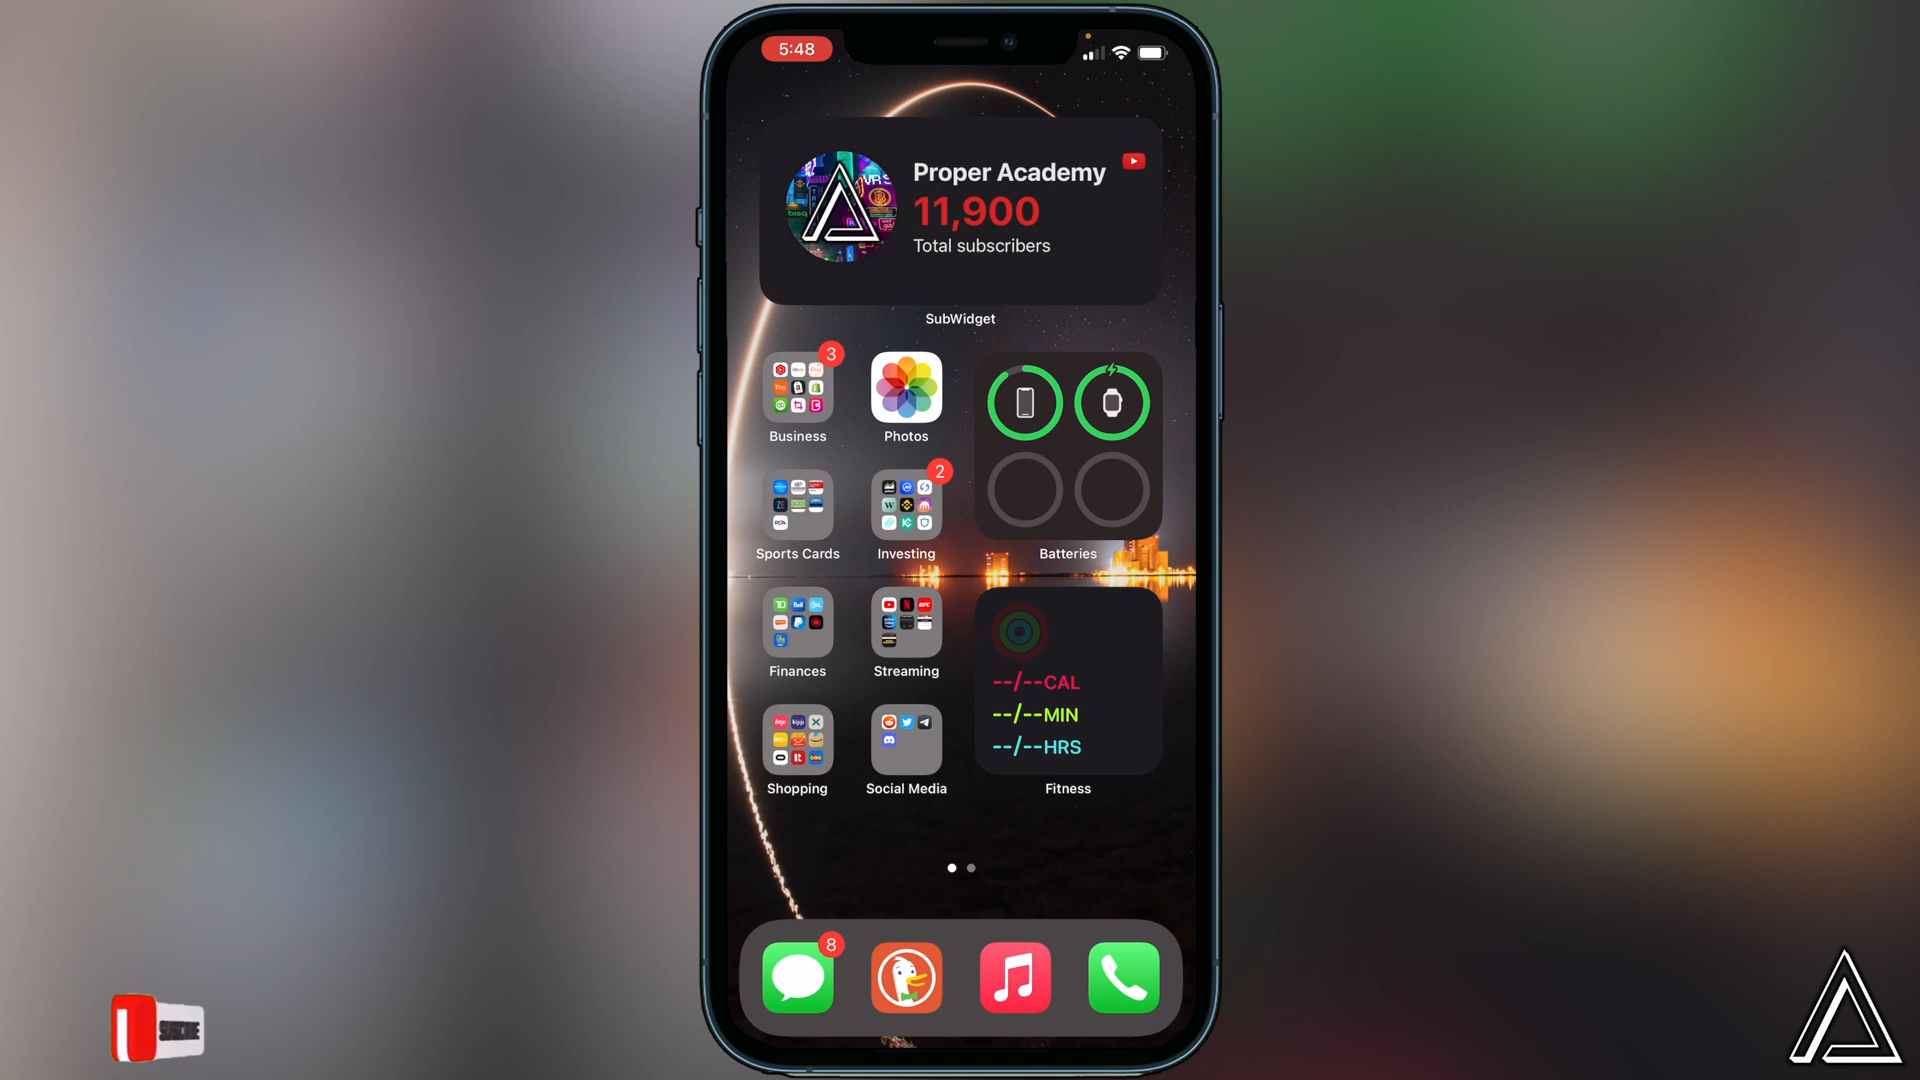 5:48
Proper Academy
11,900
Total subscribers
SubWidget
3
Business
Photos
2
Sports Cards
Investing
Batteries
Finances
Streaming
--/--CAL
--/--MIN
--/--HRS
Shopping
Social Media
Fitness
8